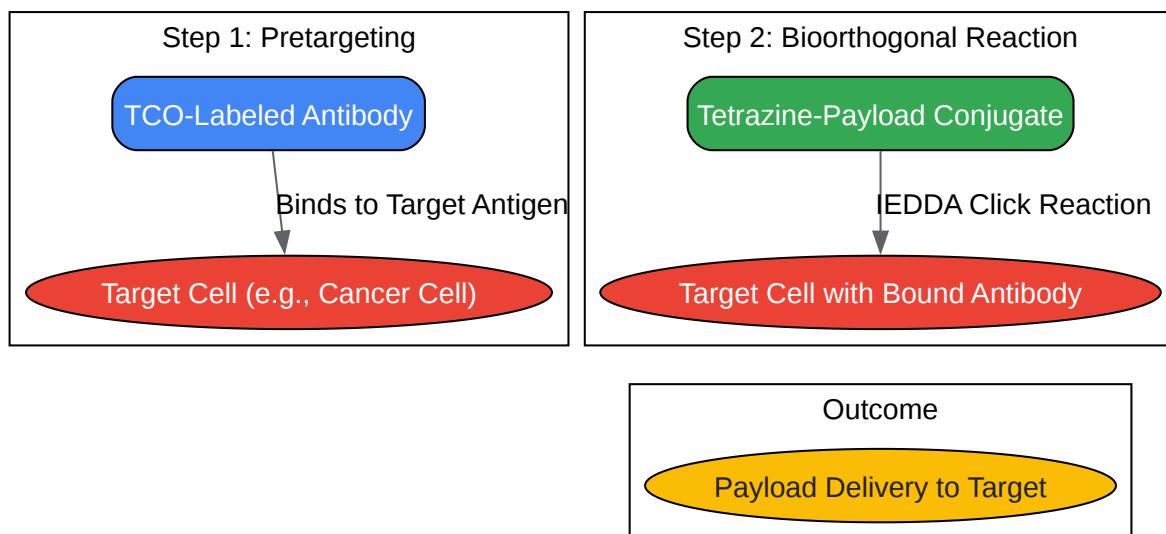 Step 1: Pretargeting
TCO-Labeled Antibody
Binds to Target Antigen
Target Cell (e.g., Cancer Cell)
Step 2: Bioorthogonal Reaction
Tetrazine-Payload Conjugate
IEDDA Click Reaction
Target Cell with Bound Antibody
Outcome
Payload Delivery to Target